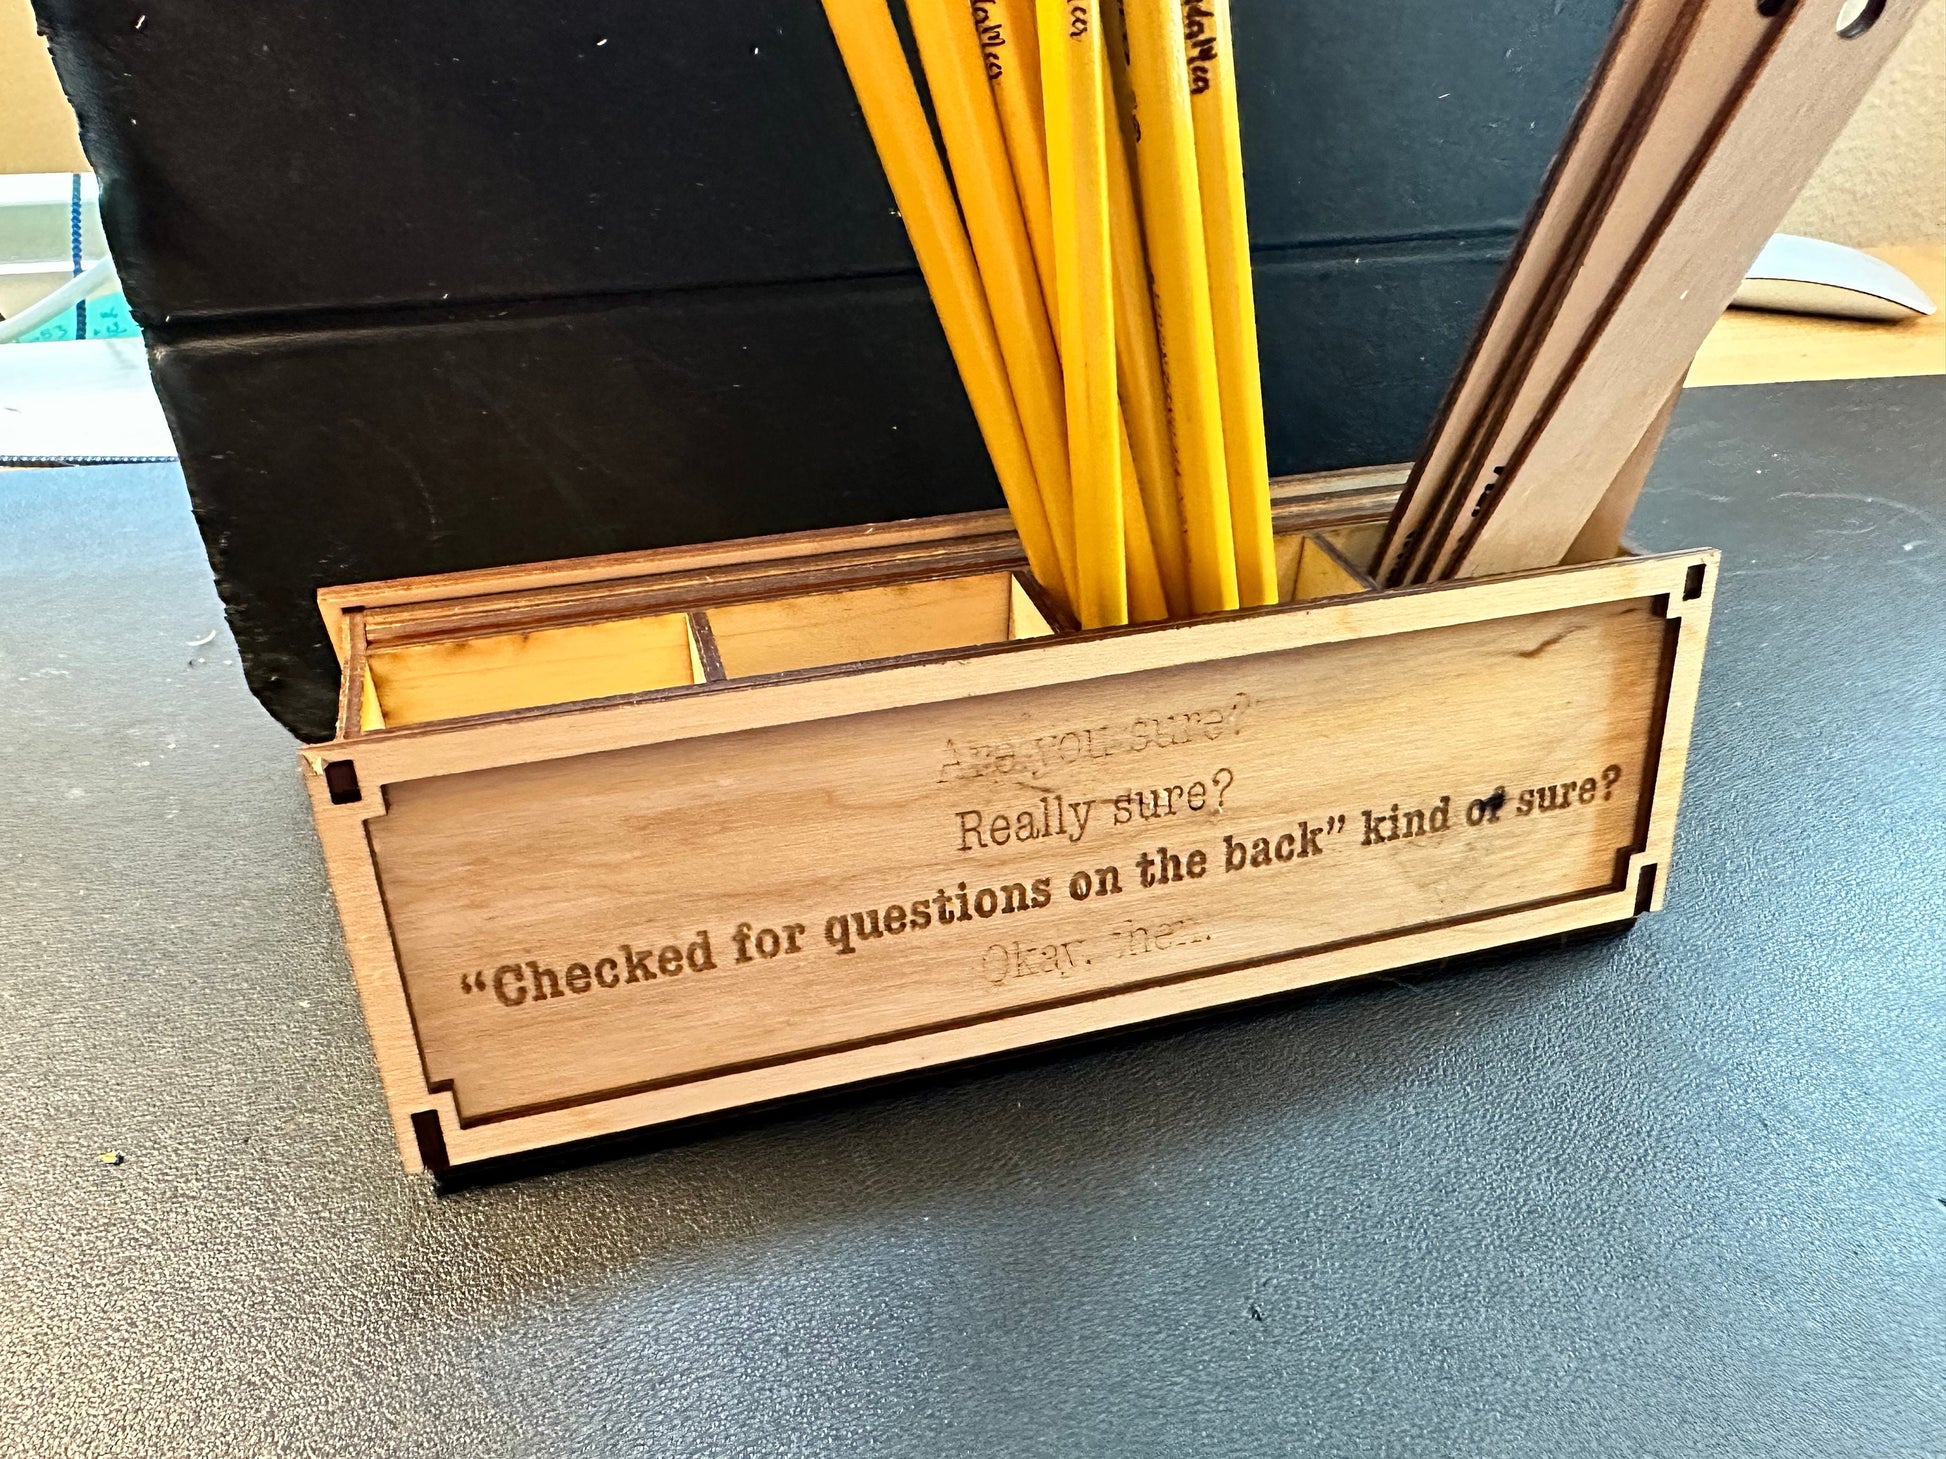 Are you sure?
Really sure?
“Checked for questions on the back” kind of sure?
Okay, then.